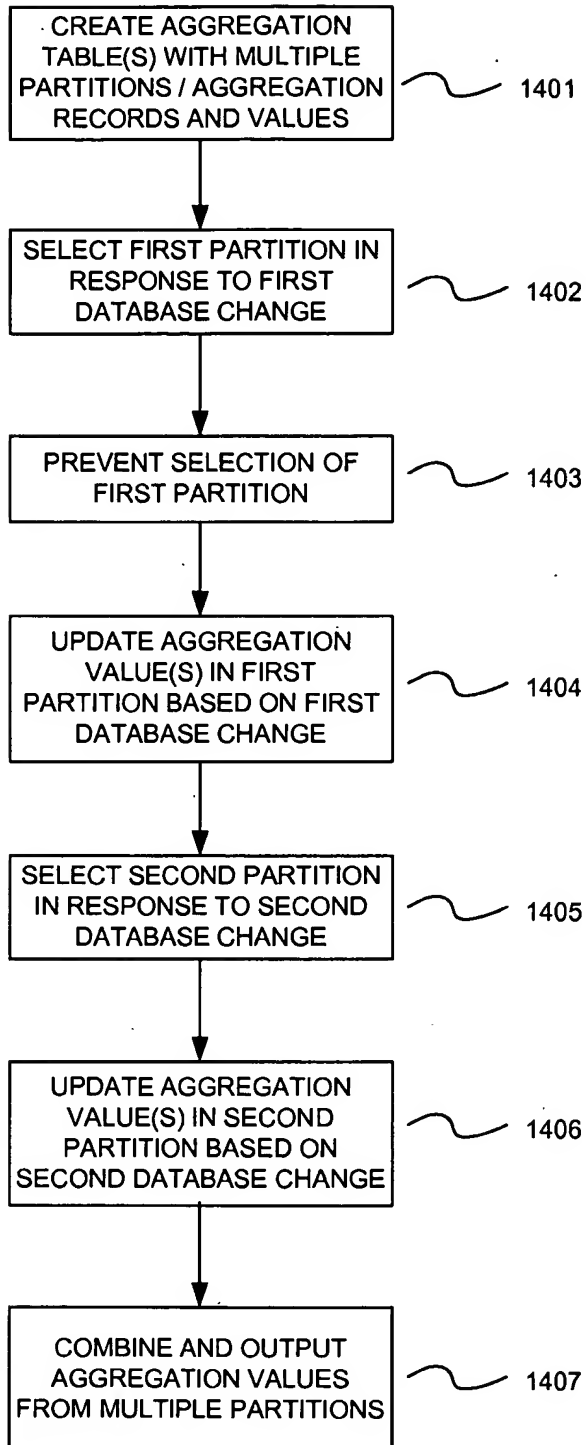 CREATE AGGREGATION
TABLE(S) WITH MULTIPLE
PARTITIONS / AGGREGATION
RECORDS AND VALUES
1401
SELECT FIRST PARTITION IN
RESPONSE TO FIRST
DATABASE CHANGE
1402
PREVENT SELECTION OF
FIRST PARTITION
1403
UPDATE AGGREGATION
VALUE(S) IN FIRST
PARTITION BASED ON FIRST
DATABASE CHANGE
1404
SELECT SECOND PARTITION
IN RESPONSE TO SECOND
DATABASE CHANGE
1405
UPDATE AGGREGATION
VALUE(S) IN SECOND
PARTITION BASED ON
SECOND DATABASE CHANGE
1406
COMBINE AND OUTPUT
AGGREGATION VALUES
FROM MULTIPLE PARTITIONS
1407